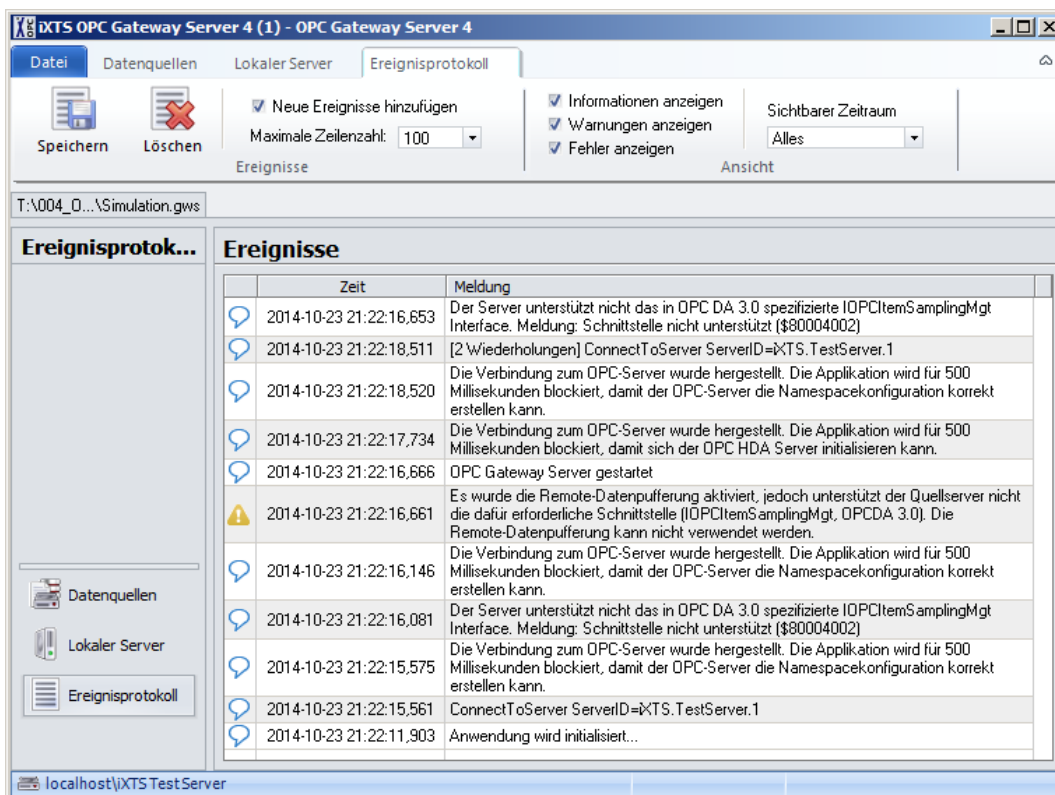 iXTS OPC Gateway Server 4 (1) - OPC Gateway Server 4
Datei Datenquellen Lokaler Server Ereignisprotokoll
Speichern
Löschen
Neue Ereignisse hinzufügen
Maximale Zeilenzahl: 100
Ereignisse
Informationen anzeigen
Warnungen anzeigen
Fehler anzeigen
Sichtbarer Zeitraum
Alles
Ansicht
T:\004_O...\Simulation.gws
Ereignisprotok...
Datenquellen
Lokaler Server
Ereignisprotokoll
Ereignisse
Zeit Meldung
2014-10-23 21:22:16,653 Der Server unterstützt nicht das in OPC DA 3.0 spezifizierte IOPCItemSamplingMgt
Interface. Meldung: Schnittstelle nicht unterstützt ($80004002)
2014-10-23 21:22:18,511 [2 Wiederholungen] ConnectToServer ServerID=iXTS.TestServer.1
Die Verbindung zum OPC-Server wurde hergestellt. Die Applikation wird für 500
2014-10-23 21:22:18,520 Millisekunden blockiert, damit der OPC-Server die Namespacekonfiguration korrekt
erstellen kann.
2014-10-23 21:22:17,734 Die Verbindung zum OPC-Server wurde hergestellt. Die Applikation wird für 500
Millisekunden blockiert, damit sich der OPC HDA Server initialisieren kann.
2014-10-23 21:22:16,666 OPC Gateway Server gestartet
Es wurde die Remote-Datenpufferung aktiviert, jedoch unterstützt der Quellserver nicht
2014-10-23 21:22:16,661 die dafür erforderliche Schnittstelle (IOPCItemSamplingMgt, OPCDA 3.0). Die
Remote-Datenpufferung kann nicht verwendet werden.
Die Verbindung zum OPC-Server wurde hergestellt. Die Applikation wird für 500
2014-10-23 21:22:16,146 Millisekunden blockiert, damit der OPC-Server die Namespacekonfiguration korrekt
erstellen kann.
2014-10-23 21:22:16,081 Der Server unterstützt nicht das in OPC DA 3.0 spezifizierte IOPCItemSamplingMgt
Interface. Meldung: Schnittstelle nicht unterstützt ($80004002)
Die Verbindung zum OPC-Server wurde hergestellt. Die Applikation wird für 500
2014-10-23 21:22:15,575 Millisekunden blockiert, damit der OPC-Server die Namespacekonfiguration korrekt
erstellen kann.
2014-10-23 21:22:15,561 ConnectToServer ServerID=iXTS.TestServer.1
2014-10-23 21:22:11,903 Anwendung wird initialisiert...
localhost\iXTS TestServer